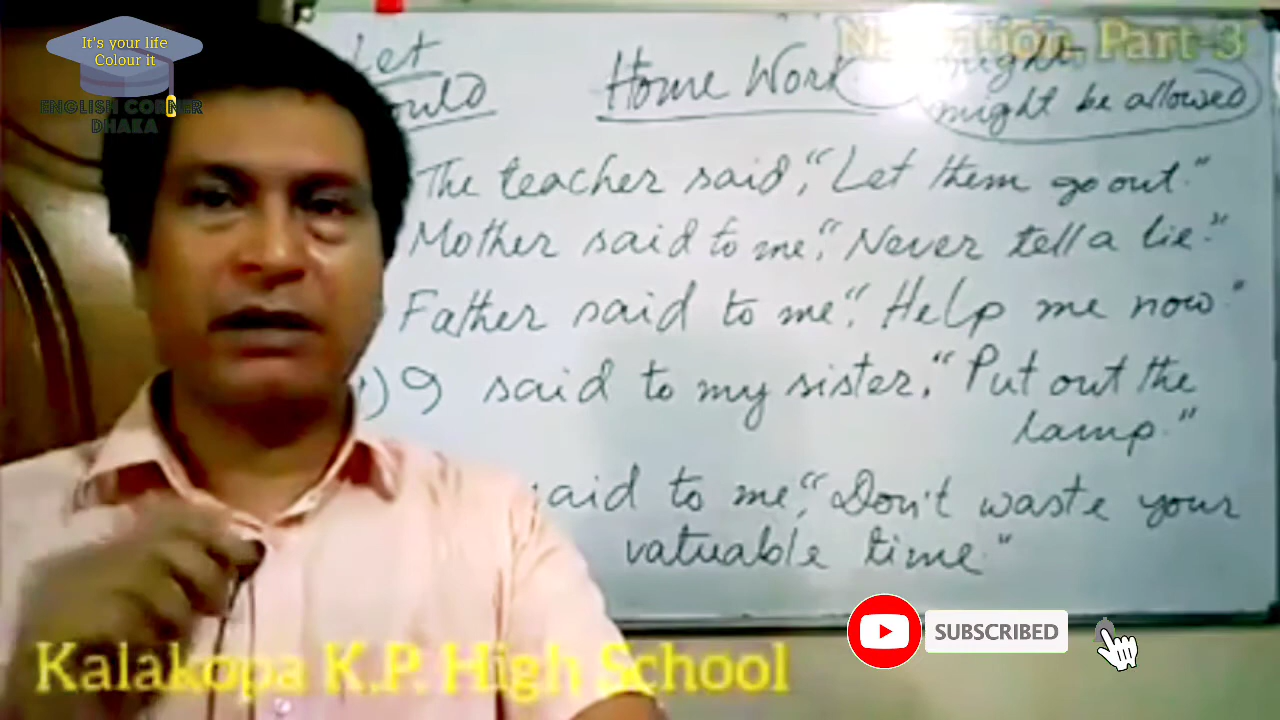 It's your life
Colour it
ENGLISH CORNER
DHAKA
Narration, Part-3
Let
Home Work
might
might be allowed
The teacher said, "Let them go out."
Mother said to me, "Never tell a lie."
Father said to me, "Help me now."
) I said to my sister, "Put out the
lamp."
said to me, "Don't waste your
valuable time."
Kalakopa K.P. High School
SUBSCRIBED